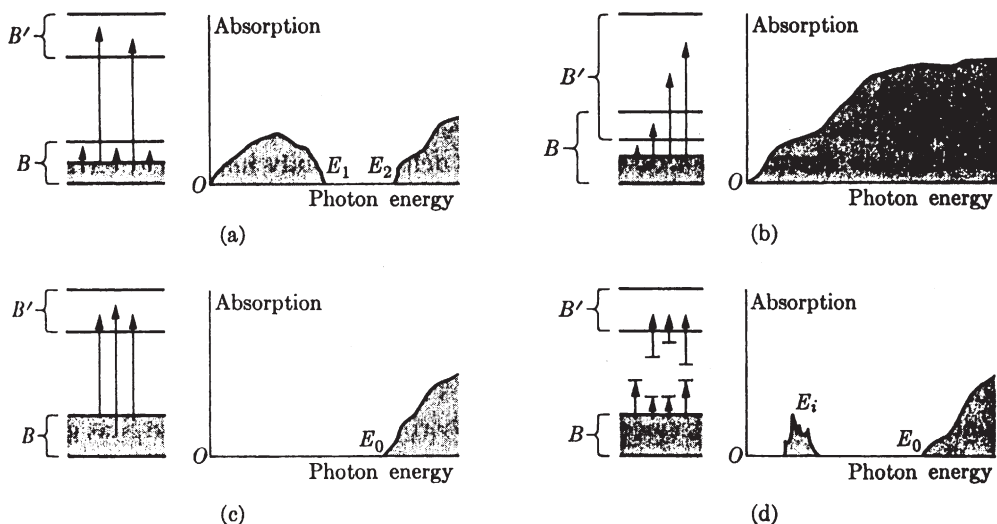 B′
B
Absorption
O
E₁
E₂
Photon energy
(a)
B′
B
Absorption
O
Photon energy
(b)
B′
B
Absorption
O
E₀
Photon energy
(c)
B′
B
Absorption
O
Eᵢ
E₀
Photon energy
(d)